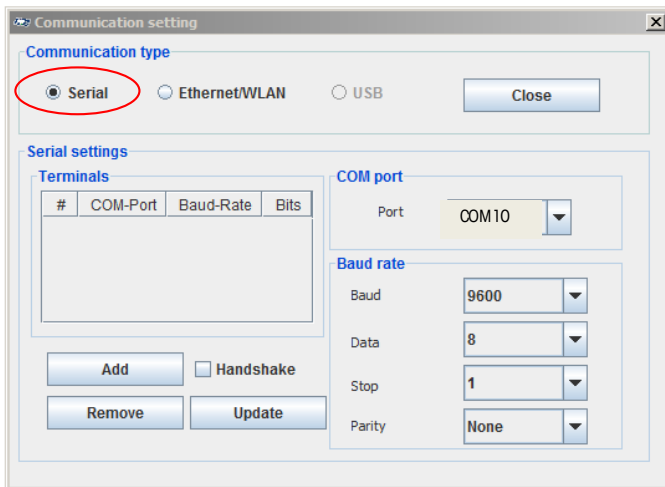 Communication setting
Communication type
Serial
Ethernet/WLAN
USB
Close
Serial settings
Terminals
# COM-Port Baud-Rate Bits
COM port
Port COM10
Baud rate
Baud 9600
Data 8
Stop 1
Parity None
Add
Handshake
Remove
Update